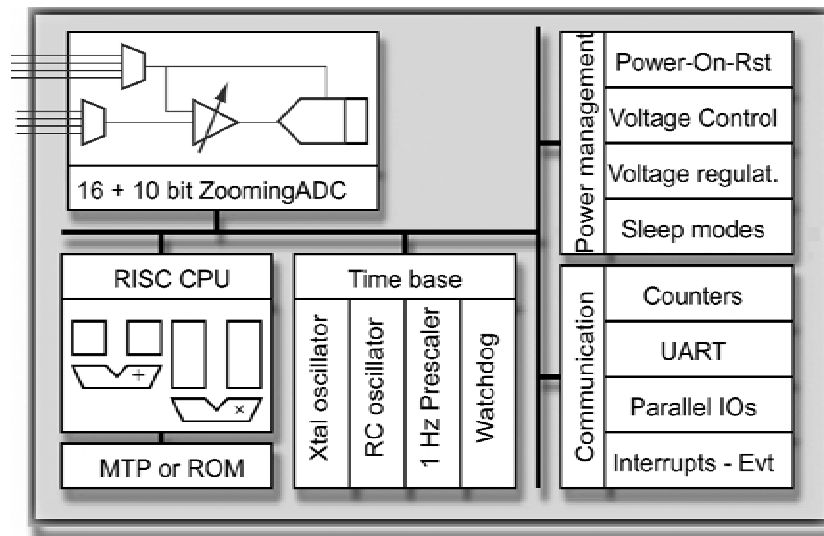 16 + 10 bit ZoomingADC
RISC CPU
+
×
MTP or ROM
Time base
Xtal oscillator
RC oscillator
1 Hz Prescaler
Watchdog
Power management
Power-On-Rst
Voltage Control
Voltage regulat.
Sleep modes
Communication
Counters
UART
Parallel IOs
Interrupts - Evt